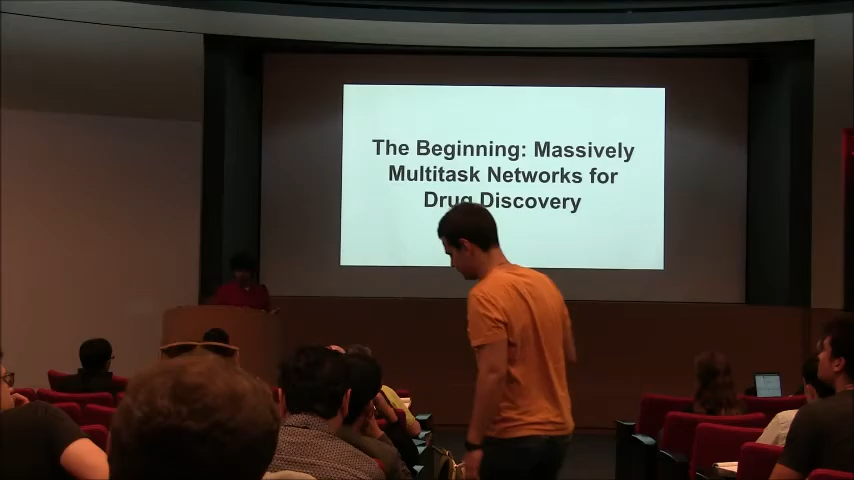 The Beginning: Massively
Multitask Networks for
Drug Discovery